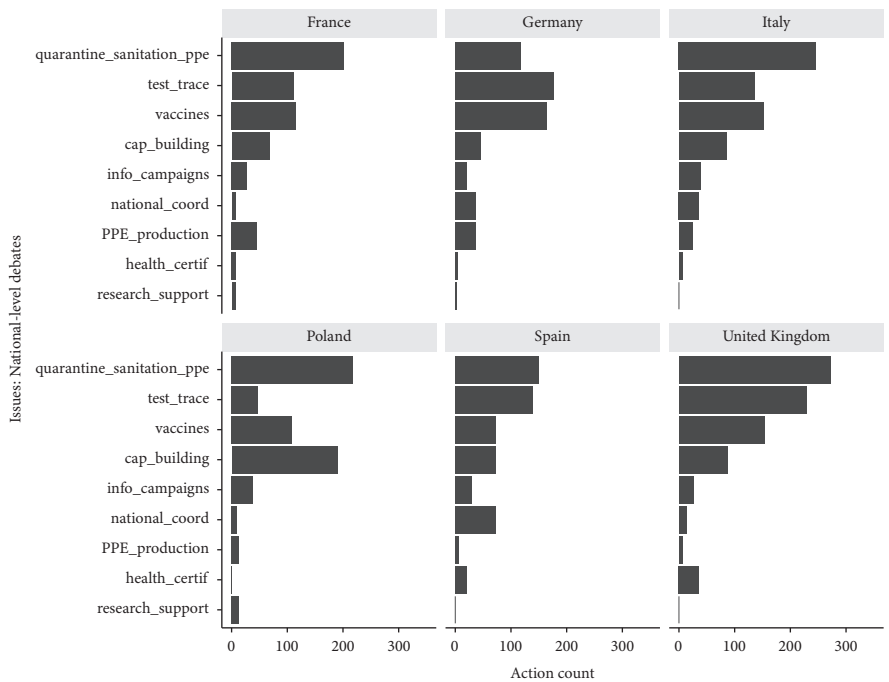 France
Germany
Italy
quarantine_sanitation_ppe
test_trace
vaccines
cap_building
info_campaigns
national_coord
PPE_production
health_certif
research_support
Issues: National-level debates
Poland
Spain
United Kingdom
quarantine_sanitation_ppe
test_trace
vaccines
cap_building
info_campaigns
national_coord
PPE_production
health_certif
research_support
0 100 200 300
0 100 200 300
0 100 200 300
Action count